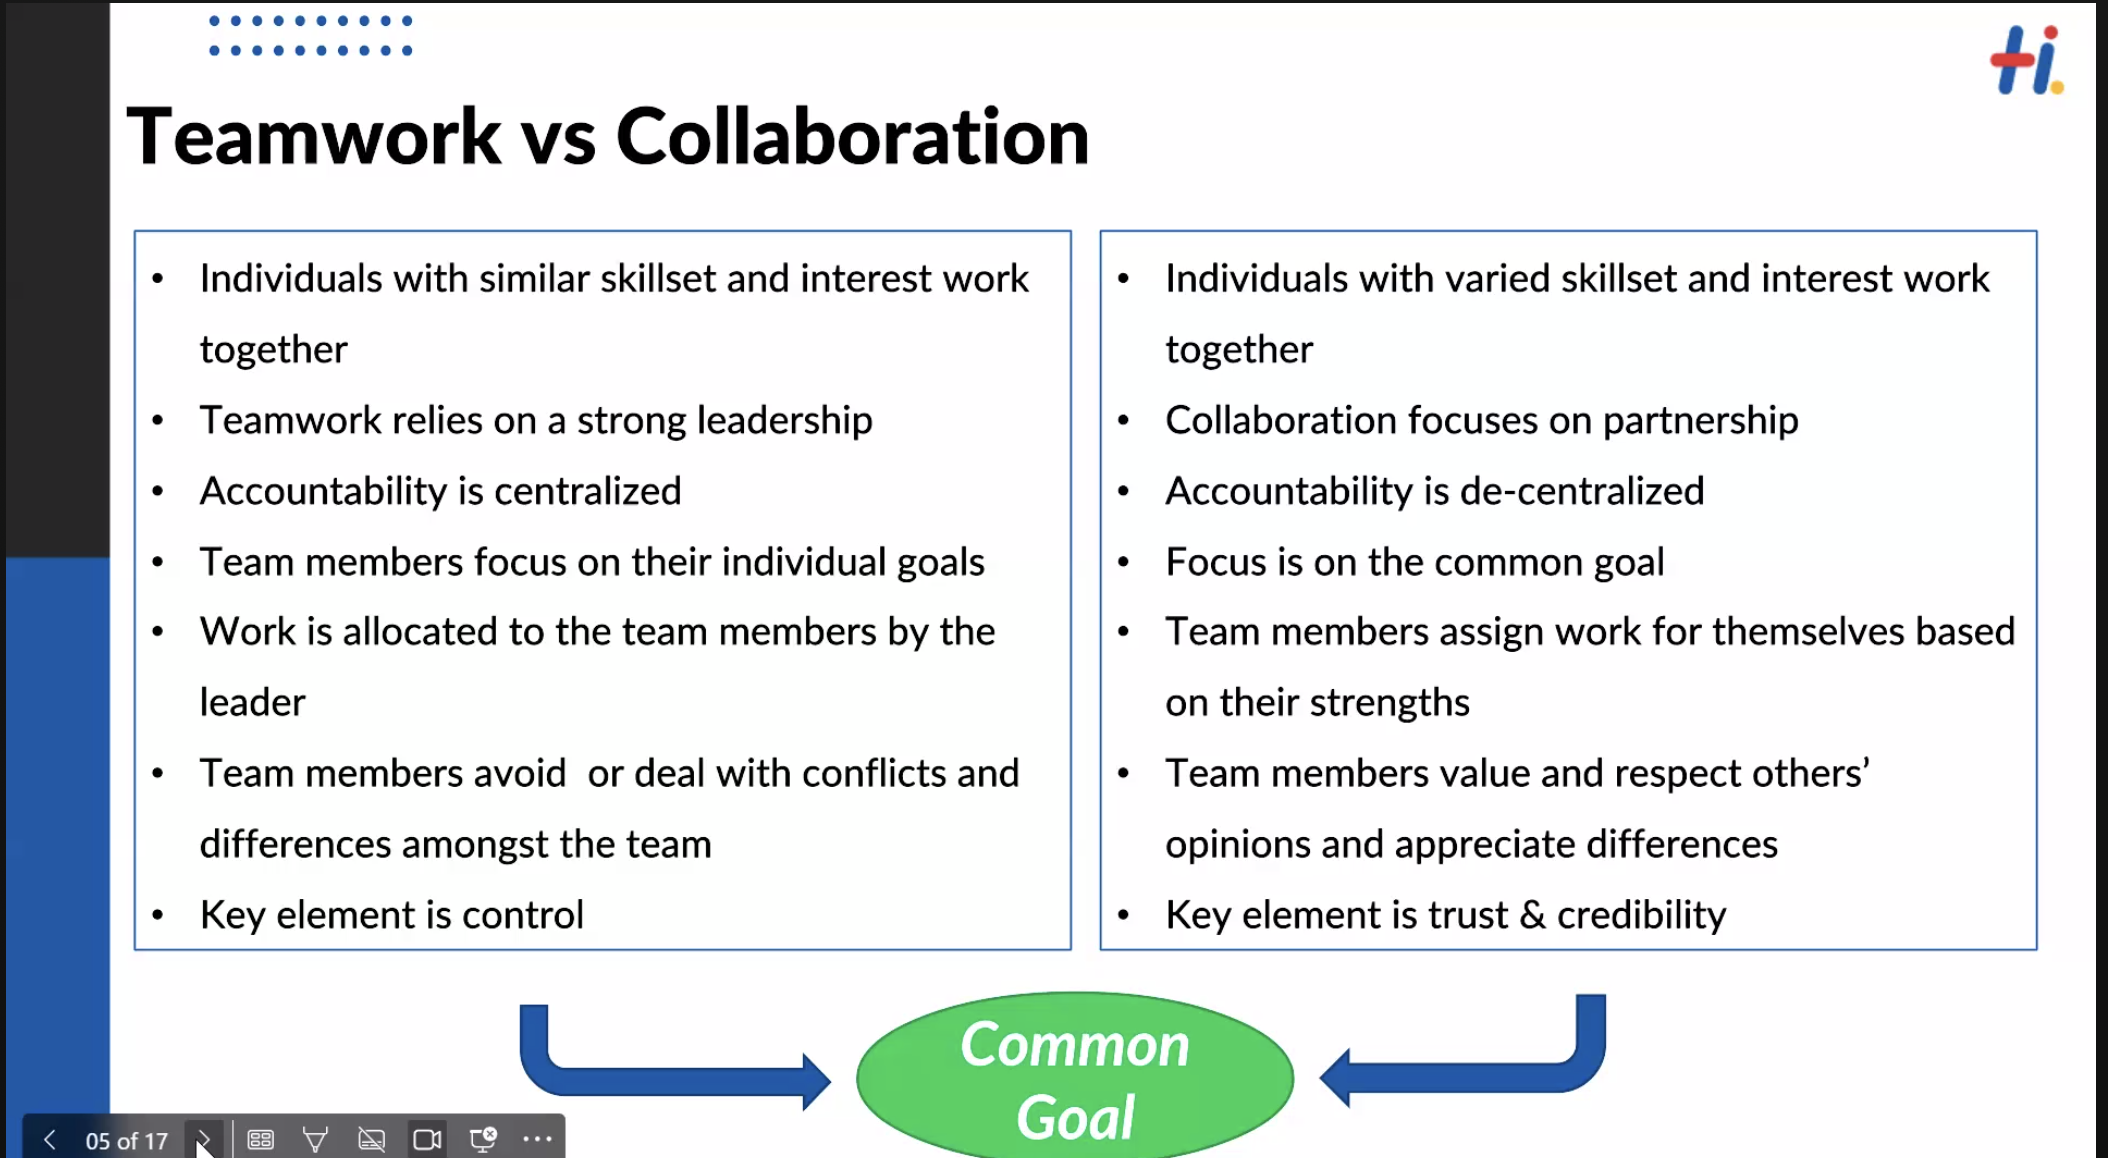 Hi.
Teamwork vs Collaboration
• Individuals with similar skillset and interest work
together
• Teamwork relies on a strong leadership
• Accountability is centralized
• Team members focus on their individual goals
• Work is allocated to the team members by the
leader
• Team members avoid  or deal with conflicts and
differences amongst the team
• Key element is control
• Individuals with varied skillset and interest work
together
• Collaboration focuses on partnership
• Accountability is de-centralized
• Focus is on the common goal
• Team members assign work for themselves based
on their strengths
• Team members value and respect others’
opinions and appreciate differences
• Key element is trust & credibility
Common
Goal
05 of 17